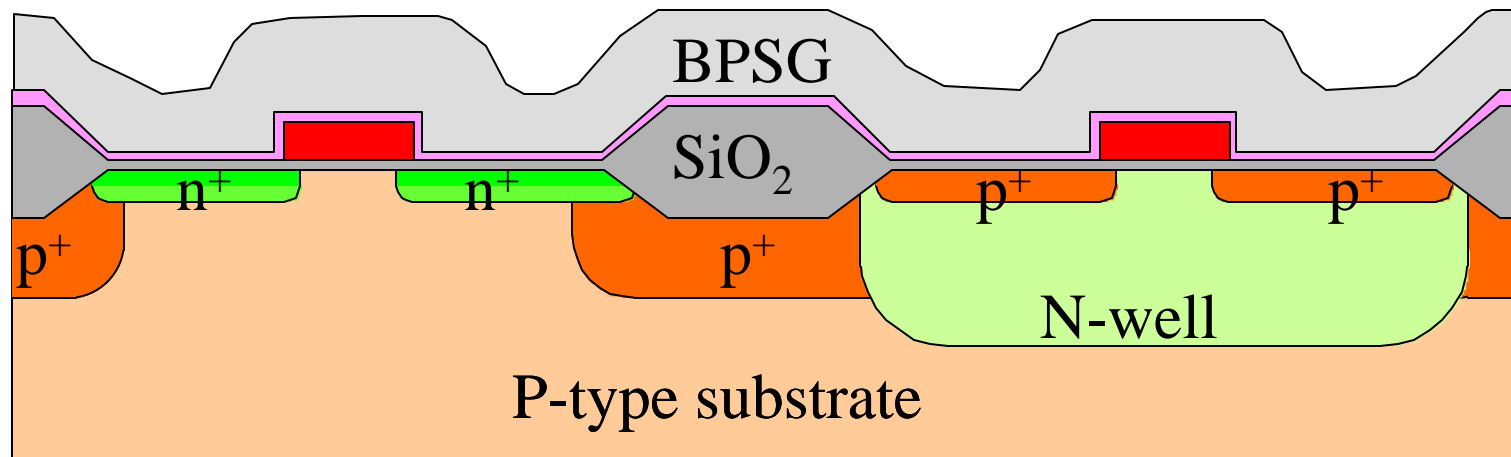 BPSG
SiO₂
n⁺ n⁺ p⁺ p⁺
p⁺ p⁺
N-well
P-type substrate